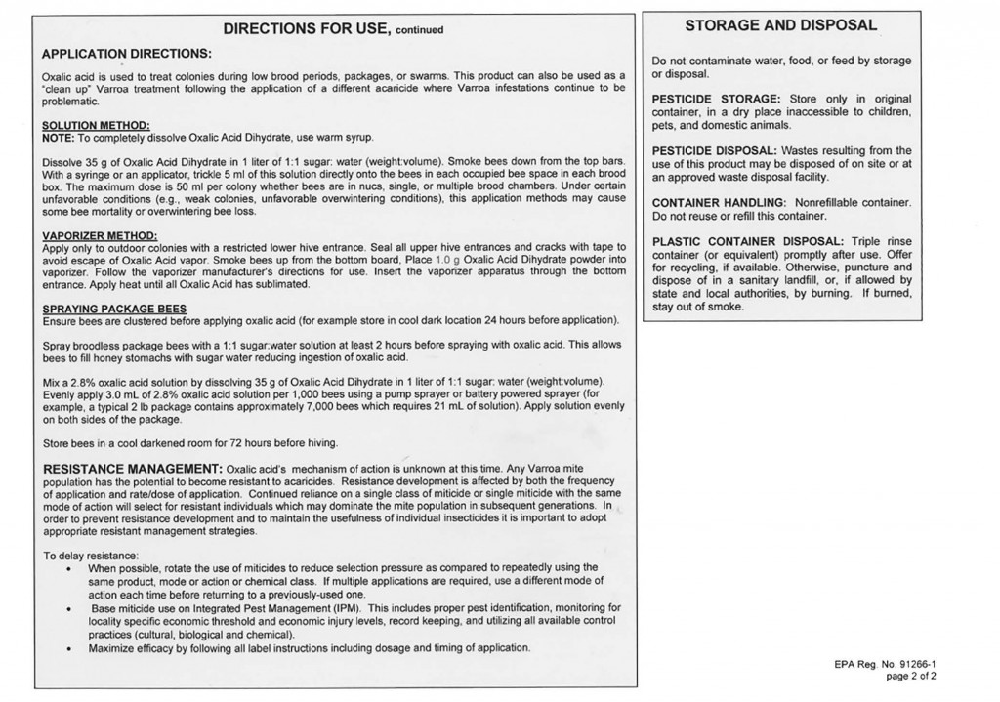 DIRECTIONS FOR USE, continued
APPLICATION DIRECTIONS:
Oxalic acid is used to treat colonies during low brood periods, packages, or swarms. This product can also be used as a
"clean up" Varroa treatment following the application of a different acaricide where Varroa infestations continue to be
problematic.
SOLUTION METHOD:
NOTE: To completely dissolve Oxalic Acid Dihydrate, use warm syrup.
Dissolve 35 g of Oxalic Acid Dihydrate in 1 liter of 1:1 sugar: water (weight:volume). Smoke bees down from the top bars.
With a syringe or an applicator, trickle 5 ml of this solution directly onto the bees in each occupied bee space in each brood
box. The maximum dose is 50 ml per colony whether bees are in nucs, single, or multiple brood chambers. Under certain
unfavorable conditions (e.g., weak colonies, unfavorable overwintering conditions), this application methods may cause
some bee mortality or overwintering bee loss.
VAPORIZER METHOD:
Apply only to outdoor colonies with a restricted lower hive entrance. Seal all upper hive entrances and cracks with tape to
avoid escape of Oxalic Acid vapor. Smoke bees up from the bottom board, Place 1.0 g Oxalic Acid Dihydrate powder into
vaporizer. Follow the vaporizer manufacturer's directions for use. Insert the vaporizer apparatus through the bottom
entrance. Apply heat until all Oxalic Acid has sublimated.
SPRAYING PACKAGE BEES
Ensure bees are clustered before applying oxalic acid (for example store in cool dark location 24 hours before application).
Spray broodless package bees with a 1:1 sugar:water solution at least 2 hours before spraying with oxalic acid. This allows
bees to fill honey stomachs with sugar water reducing ingestion of oxalic acid.
Mix a 2.8% oxalic acid solution by dissolving 35 g of Oxalic Acid Dihydrate in 1 liter of 1:1 sugar: water (weight:volume).
Evenly apply 3.0 mL of 2.8% oxalic acid solution per 1,000 bees using a pump sprayer or battery powered sprayer (for
example, a typical 2 lb package contains approximately 7,000 bees which requires 21 mL of solution). Apply solution evenly
on both sides of the package.
Store bees in a cool darkened room for 72 hours before hiving.
RESISTANCE MANAGEMENT: Oxalic acid's mechanism of action is unknown at this time. Any Varroa mite
population has the potential to become resistant to acaricides. Resistance development is affected by both the frequency
of application and rate/dose of application. Continued reliance on a single class of miticide or single miticide with the same
mode of action will select for resistant individuals which may dominate the mite population in subsequent generations. In
order to prevent resistance development and to maintain the usefulness of individual insecticides it is important to adopt
appropriate resistant management strategies.
To delay resistance:
• When possible, rotate the use of miticides to reduce selection pressure as compared to repeatedly using the
same product, mode or action or chemical class. If multiple applications are required, use a different mode of
action each time before returning to a previously-used one.
• Base miticide use on Integrated Pest Management (IPM). This includes proper pest identification, monitoring for
locality specific economic threshold and economic injury levels, record keeping, and utilizing all available control
practices (cultural, biological and chemical).
• Maximize efficacy by following all label instructions including dosage and timing of application.
STORAGE AND DISPOSAL
Do not contaminate water, food, or feed by storage
or disposal.
PESTICIDE STORAGE: Store only in original
container, in a dry place inaccessible to children,
pets, and domestic animals.
PESTICIDE DISPOSAL: Wastes resulting from the
use of this product may be disposed of on site or at
an approved waste disposal facility.
CONTAINER HANDLING: Nonrefillable container.
Do not reuse or refill this container.
PLASTIC CONTAINER DISPOSAL: Triple rinse
container (or equivalent) promptly after use. Offer
for recycling, if available. Otherwise, puncture and
dispose of in a sanitary landfill, or, if allowed by
state and local authorities, by burning. If burned,
stay out of smoke.
EPA Reg. No. 91266-1
page 2 of 2